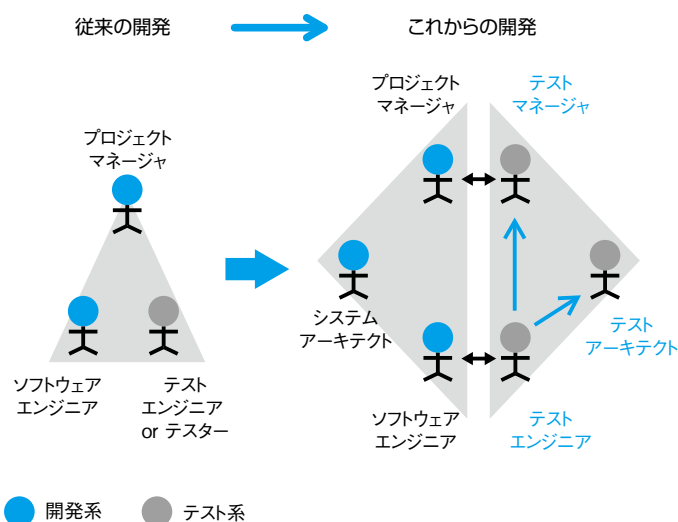 従来の開発
これからの開発
プロジェクト
マネージャ
テスト
マネージャ
プロジェクト
マネージャ
システム
アーキテクト
テスト
アーキテクト
ソフトウェア
エンジニア
テスト
エンジニア
or テスター
ソフトウェア
エンジニア
テスト
エンジニア
開発系
テスト系